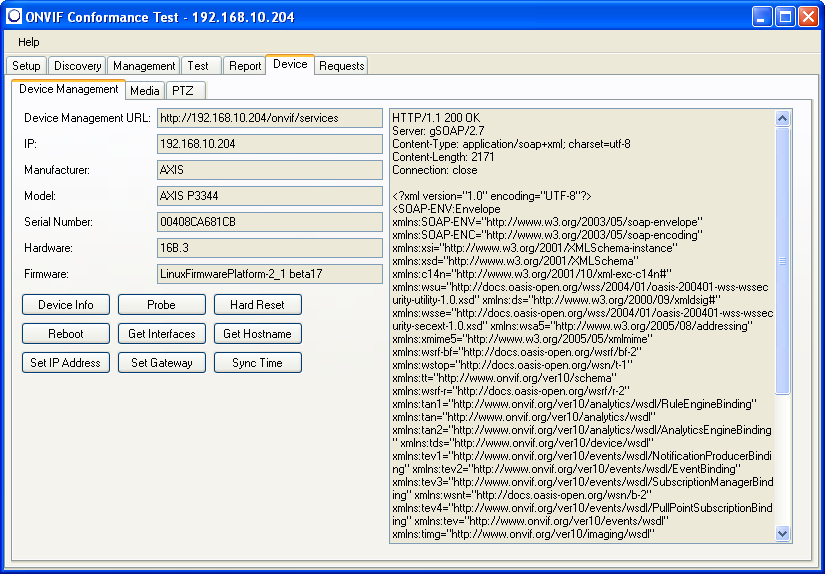 ONVIF Conformance Test - 192.168.10.204
Help
Setup Discovery Management Test Report Device Requests
Device Management Media PTZ
Device Management URL: http://192.168.10.204/onvif/services
IP: 192.168.10.204
Manufacturer: AXIS
Model: AXIS P3344
Serial Number: 00408CA681CB
Hardware: 16B.3
Firmware: LinuxFirmwarePlatform-2_1 beta17
Device Info Probe Hard Reset
Reboot Get Interfaces Get Hostname
Set IP Address Set Gateway Sync Time
HTTP/1.1 200 OK
Server: gSOAP/2.7
Content-Type: application/soap+xml; charset=utf-8
Content-Length: 2171
Connection: close
<?xml version="1.0" encoding="UTF-8"?>
<SOAP-ENV:Envelope
xmlns:SOAP-ENV="http://www.w3.org/2003/05/soap-envelope"
xmlns:SOAP-ENC="http://www.w3.org/2003/05/soap-encoding"
xmlns:xsi="http://www.w3.org/2001/XMLSchema-instance"
xmlns:xsd="http://www.w3.org/2001/XMLSchema"
xmlns:c14n="http://www.w3.org/2001/10/xml-exc-c14n#"
xmlns:wsu="http://docs.oasis-open.org/wss/2004/01/oasis-200401-wss-wssec
urity-utility-1.0.xsd" xmlns:ds="http://www.w3.org/2000/09/xmldsig#"
xmlns:wsse="http://docs.oasis-open.org/wss/2004/01/oasis-200401-wss-wssec
urity-secext-1.0.xsd" xmlns:wsa5="http://www.w3.org/2005/08/addressing"
xmlns:xmime5="http://www.w3.org/2005/05/xmlmime"
xmlns:wsrf-bf="http://docs.oasis-open.org/wsrf/bf-2"
xmlns:wstop="http://docs.oasis-open.org/wsn/t-1"
xmlns:tt="http://www.onvif.org/ver10/schema"
xmlns:wsrf-r="http://docs.oasis-open.org/wsrf/r-2"
xmlns:tan1="http://www.onvif.org/ver10/analytics/wsdl/RuleEngineBinding"
xmlns:tan="http://www.onvif.org/ver10/analytics/wsdl"
xmlns:tan2="http://www.onvif.org/ver10/analytics/wsdl/AnalyticsEngineBinding
" xmlns:tds="http://www.onvif.org/ver10/device/wsdl"
xmlns:tev1="http://www.onvif.org/ver10/events/wsdl/NotificationProducerBindi
ng" xmlns:tev2="http://www.onvif.org/ver10/events/wsdl/EventBinding"
xmlns:tev3="http://www.onvif.org/ver10/events/wsdl/SubscriptionManagerBindi
ng" xmlns:wsnt="http://docs.oasis-open.org/wsn/b-2"
xmlns:tev4="http://www.onvif.org/ver10/events/wsdl/PullPointSubscriptionBind
ing" xmlns:tev="http://www.onvif.org/ver10/events/wsdl"
xmlns:timg="http://www.onvif.org/ver10/imaging/wsdl"